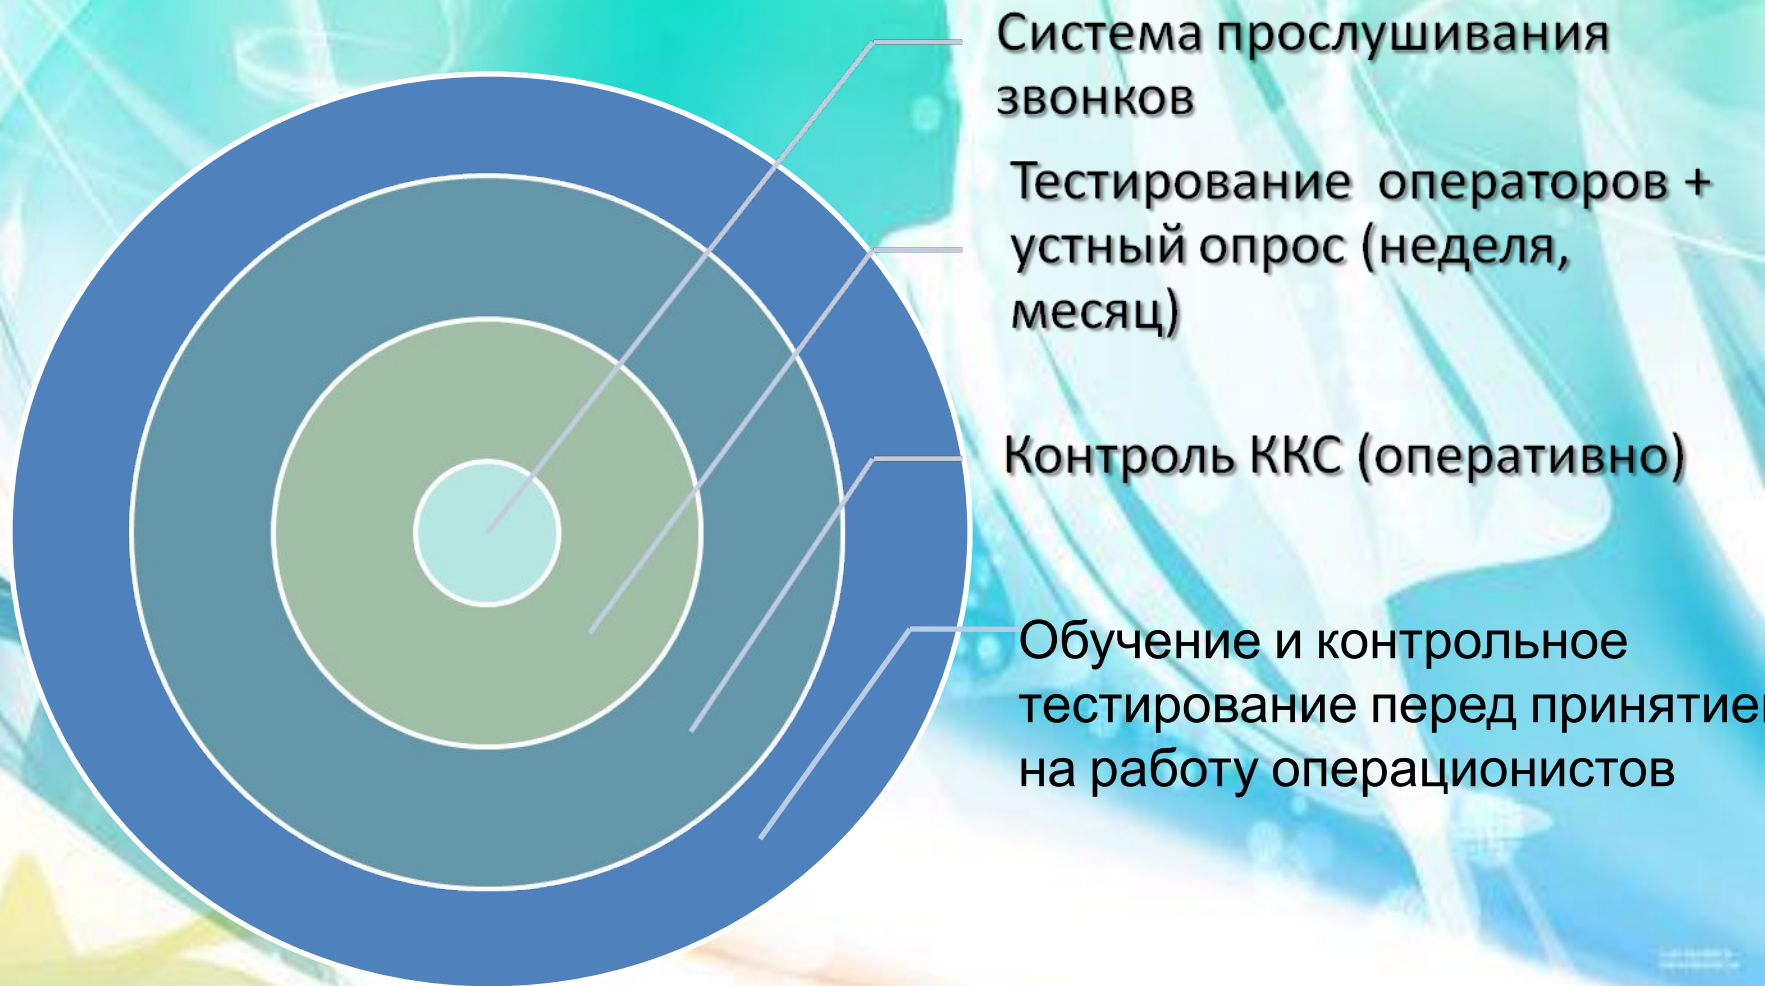 Система прослушивания
звонков
Тестирование операторов +
устный опрос (неделя,
месяц)
Контроль ККС (оперативно)
Обучение и контрольное
тестирование перед принятием
на работу операционистов